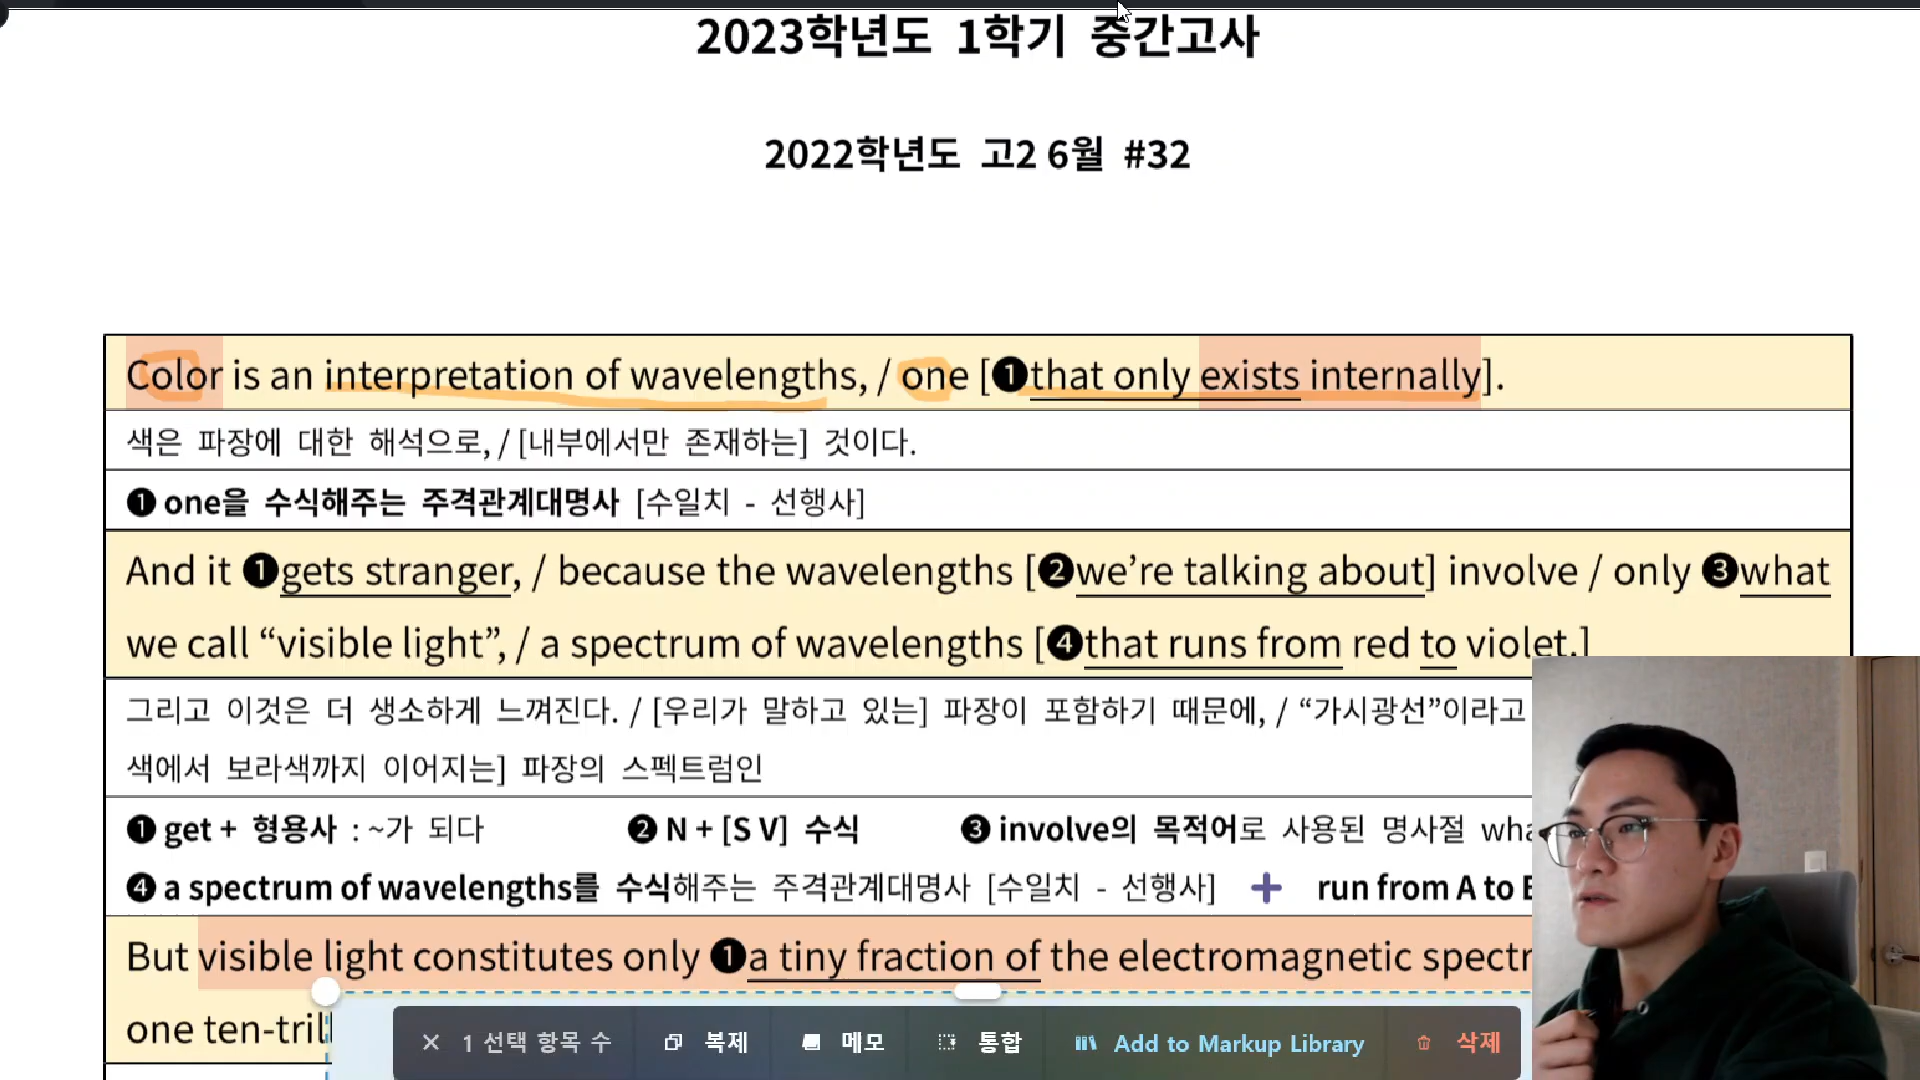 2023학년도 1학기 중간고사
2022학년도 고2 6월 #32
Color is an interpretation of wavelengths, / one [❶that only exists internally].
색은 파장에 대한 해석으로, / [내부에서만 존재하는] 것이다.
❶ one을 수식해주는 주격관계대명사 [수일치 - 선행사]
And it ❶gets stranger, / because the wavelengths [❷we’re talking about] involve / only ❸what
we call “visible light”, / a spectrum of wavelengths [❹that runs from red to violet.]
그리고 이것은 더 생소하게 느껴진다. / [우리가 말하고 있는] 파장이 포함하기 때문에, / “가시광선”이라고
색에서 보라색까지 이어지는] 파장의 스펙트럼인
❶ get + 형용사 : ~가 되다 ❷ N + [S V] 수식 ❸ involve의 목적어로 사용된 명사절
❹ a spectrum of wavelengths를 수식해주는 주격관계대명사 [수일치 - 선행사] + run from A to
But visible light constitutes only ❶a tiny fraction of the electromagnetic
one
× 1 선택 항목 수 복제 메모 통합 Add to Markup Library 삭제